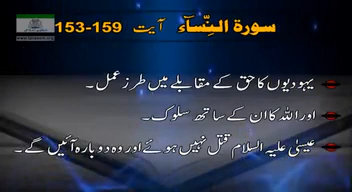 سورۃ النّسآء آیت 159-153
یہودیوں کا حق کے مقابلے میں طرز عمل۔
اور اللہ کا ان کے ساتھ سلوک۔
عیسیٰ علیہ السلام قتل نہیں ہوئے اور وہ دوبارہ آئیں گے۔